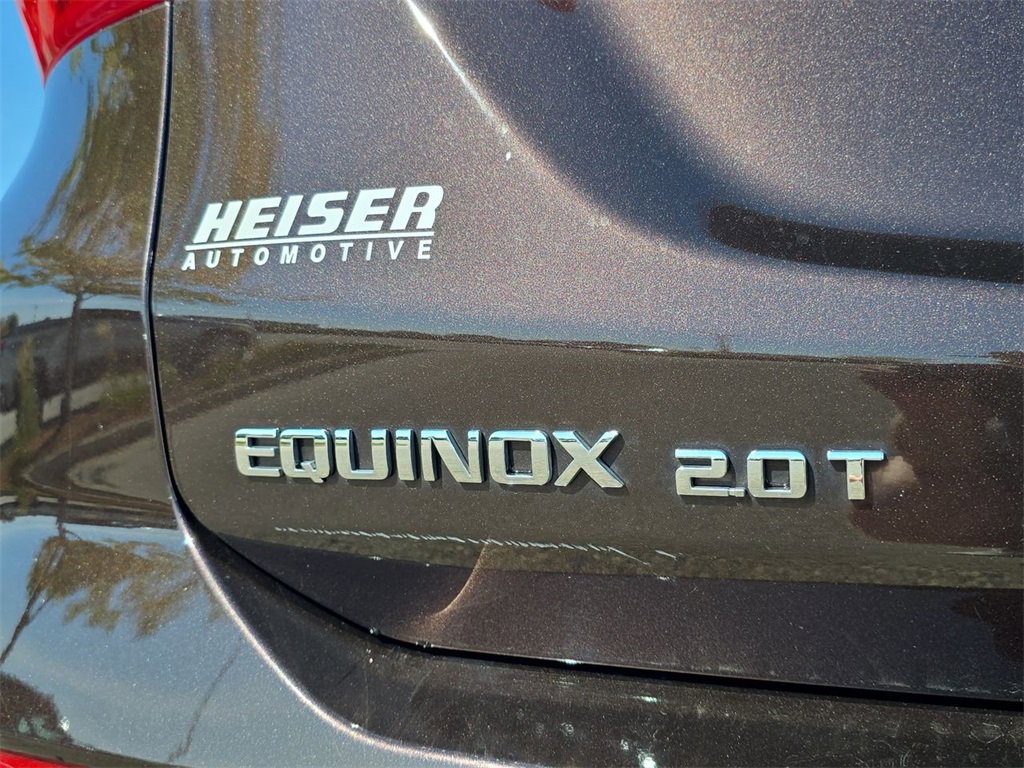 HEISER
AUTOMOTIVE
EQUINOX 2.0T